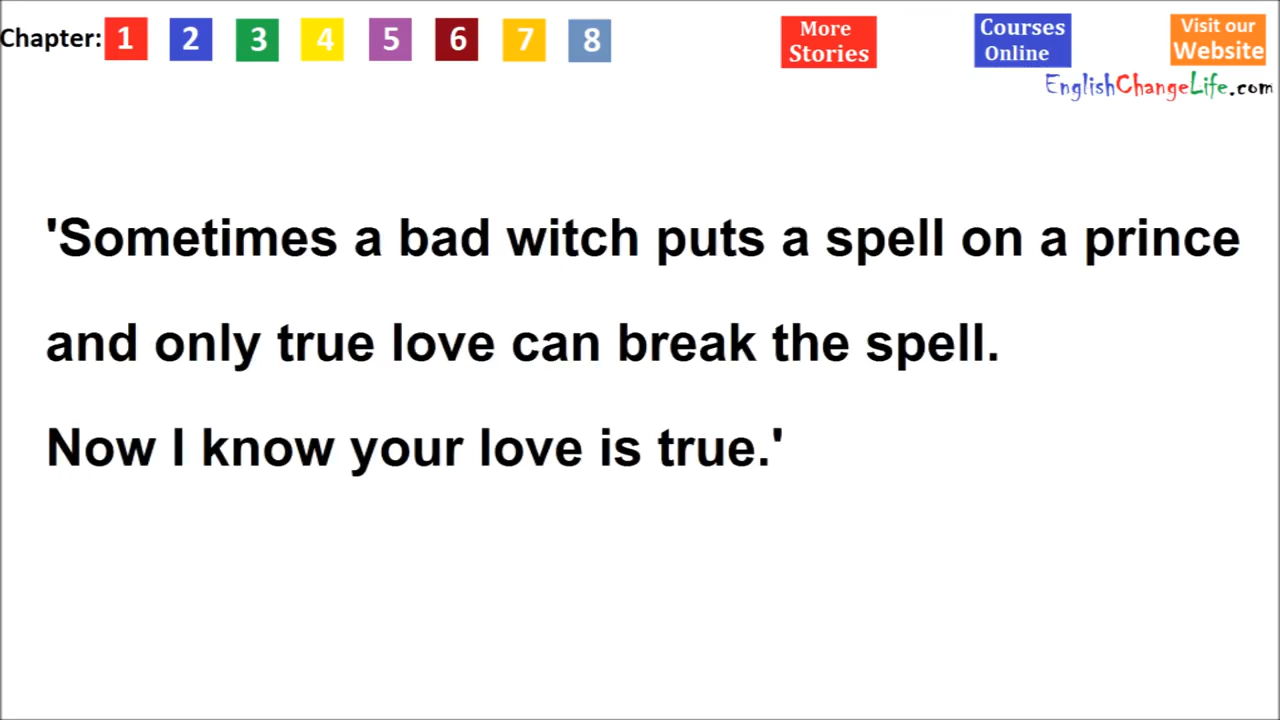 Chapter: 1 2 3 4 5 6 7 8
More
Stories
Courses
Online
Visit our
Website
EnglishChangeLife.com
'Sometimes a bad witch puts a spell on a prince
and only true love can break the spell.
Now I know your love is true.'